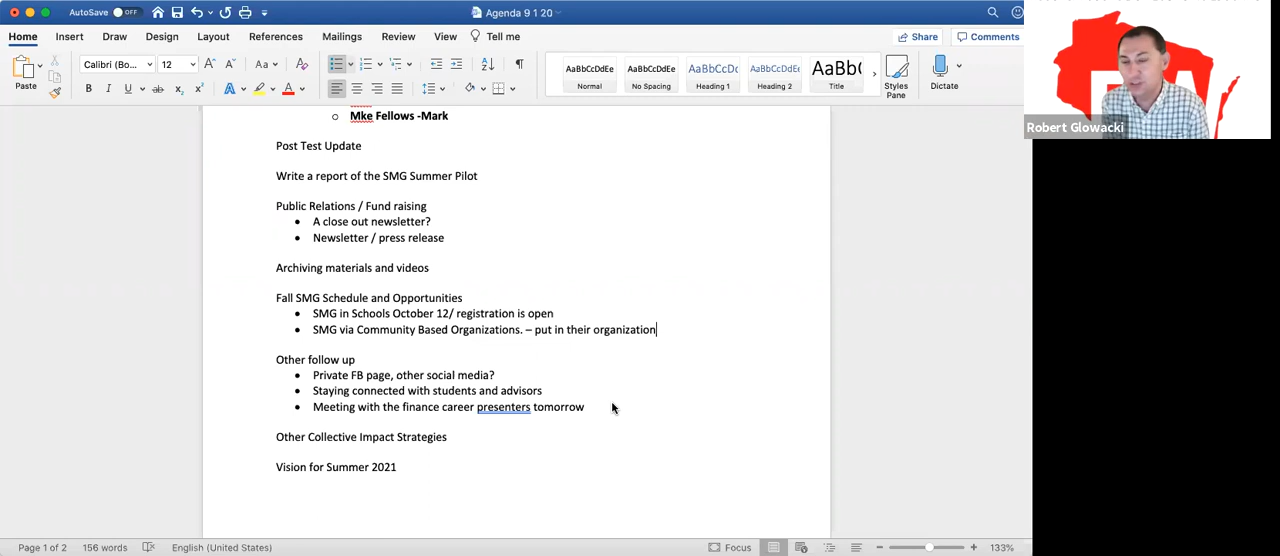 AutoSave OFF Agenda 9 1 20
Home Insert Draw Design Layout References Mailings Review View Tell me Share Comments
Paste Calibri (Bo... 12 Aa
B I U ab x₂ x² A A
AaBbCcDdEe AaBbCcDdEe AaBbCcDc AaBbCcDdEe AaBb(
Normal No Spacing Heading 1 Heading 2 Title Styles Pane Dictate
Robert Glowacki
○ Mke Fellows -Mark
Post Test Update
Write a report of the SMG Summer Pilot
Public Relations / Fund raising
• A close out newsletter?
• Newsletter / press release
Archiving materials and videos
Fall SMG Schedule and Opportunities
• SMG in Schools October 12/ registration is open
• SMG via Community Based Organizations. – put in their organization
Other follow up
• Private FB page, other social media?
• Staying connected with students and advisors
• Meeting with the finance career presenters tomorrow
Other Collective Impact Strategies
Vision for Summer 2021
Page 1 of 2 156 words English (United States) Focus 133%